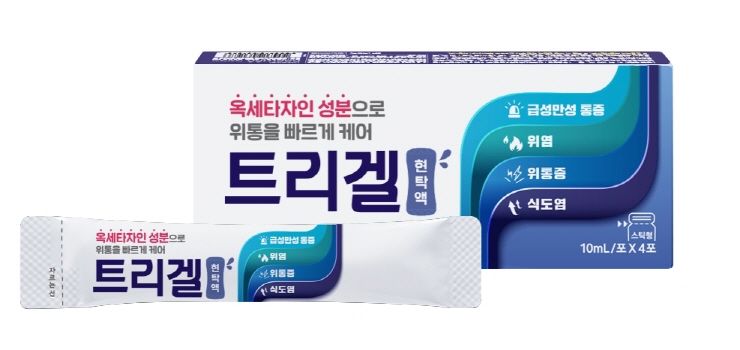 옥세타자인 성분으로
위통을 빠르게 케어
트리겔
현탁액
급성만성 통증
위염
위통증
식도염
스틱형
10mL/포 X 4포
옥세타자인 성분으로
위통을 빠르게 케어
트리겔
현탁액
급성만성 통증
위염
위통증
식도염
자르는선